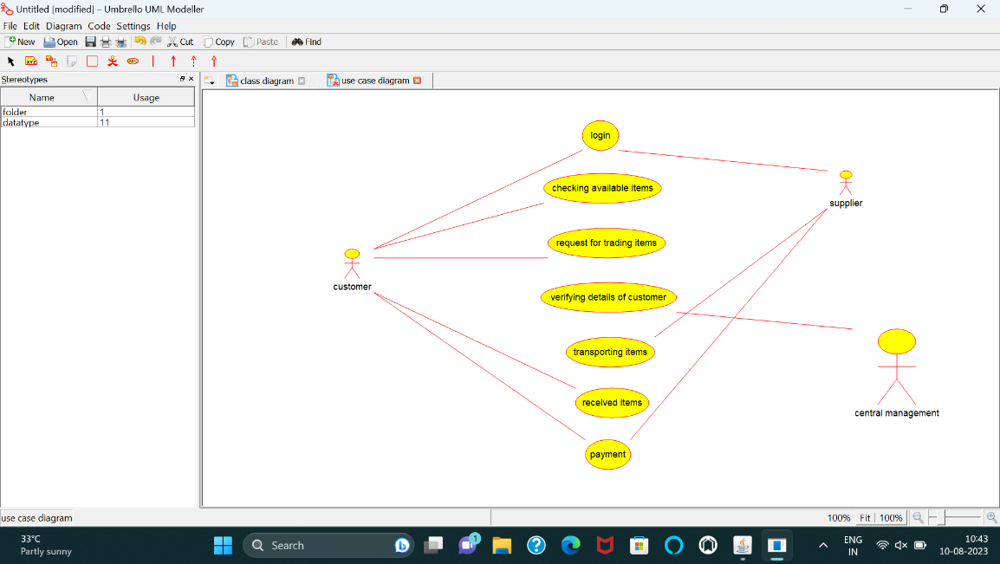 Untitled [modified] – Umbrello UML Modeller
File Edit Diagram Code Settings Help
New Open Cut Copy Paste Find
XYZ
Stereotypes
class diagram
use case diagram
Name Usage
folder 1
datatype 11
login
checking available items
supplier
request for trading items
customer
verifying details of customer
transporting items
received items
central management
payment
use case diagram
100% Fit 100%
33°C
Partly sunny
Search
1
ENG
IN
10:43
10-08-2023